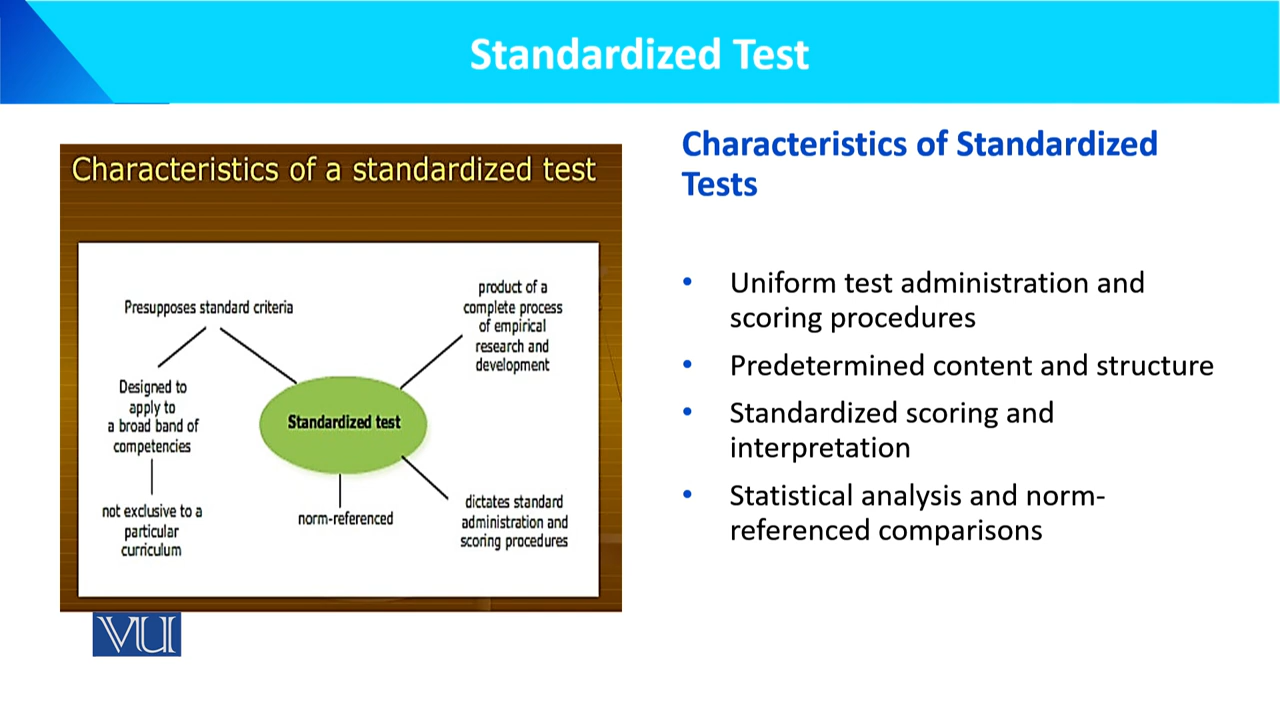 Standardized Test
Characteristics of a standardized test
Presupposes standard criteria
Designed to
apply to
a broad band of
competencies
not exclusive to a
particular
curriculum
Standardized test
norm-referenced
product of a
complete process
of empirical
research and
development
dictates standard
administration and
scoring procedures
VU
Characteristics of Standardized
Tests
• Uniform test administration and
scoring procedures
• Predetermined content and structure
• Standardized scoring and
interpretation
• Statistical analysis and norm-
referenced comparisons